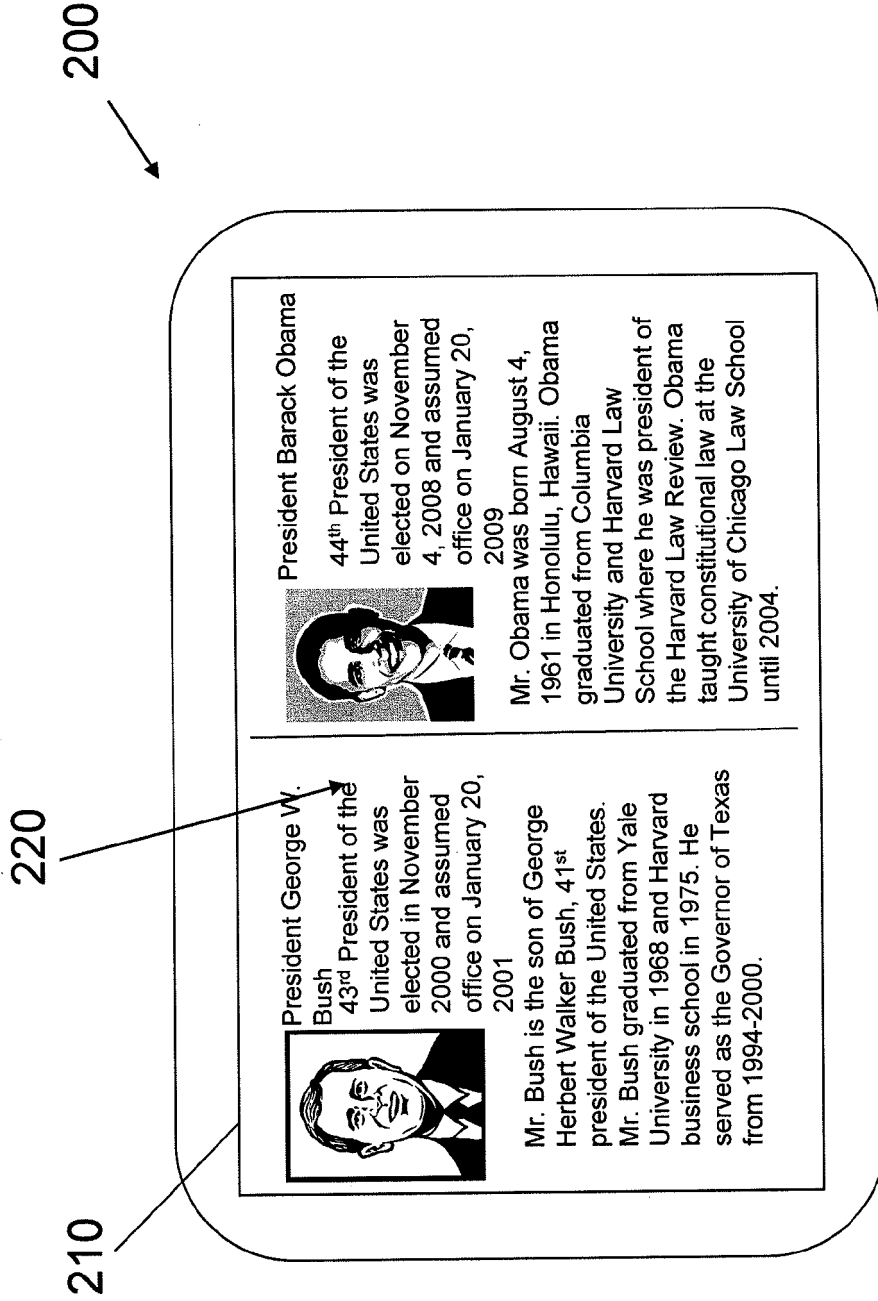 200
220
210
President George W.
Bush
43rd President of the
United States was
elected in November
2000 and assumed
office on January 20,
2001
Mr. Bush is the son of George
Herbert Walker Bush, 41st
president of the United States.
Mr. Bush graduated from Yale
University in 1968 and Harvard
business school in 1975. He
served as the Governor of Texas
from 1994-2000.
President Barack Obama
44th President of the
United States was
elected on November
4, 2008 and assumed
office on January 20,
2009
Mr. Obama was born August 4,
1961 in Honolulu, Hawaii. Obama
graduated from Columbia
University and Harvard Law
School where he was president of
the Harvard Law Review. Obama
taught constitutional law at the
University of Chicago Law School
until 2004.